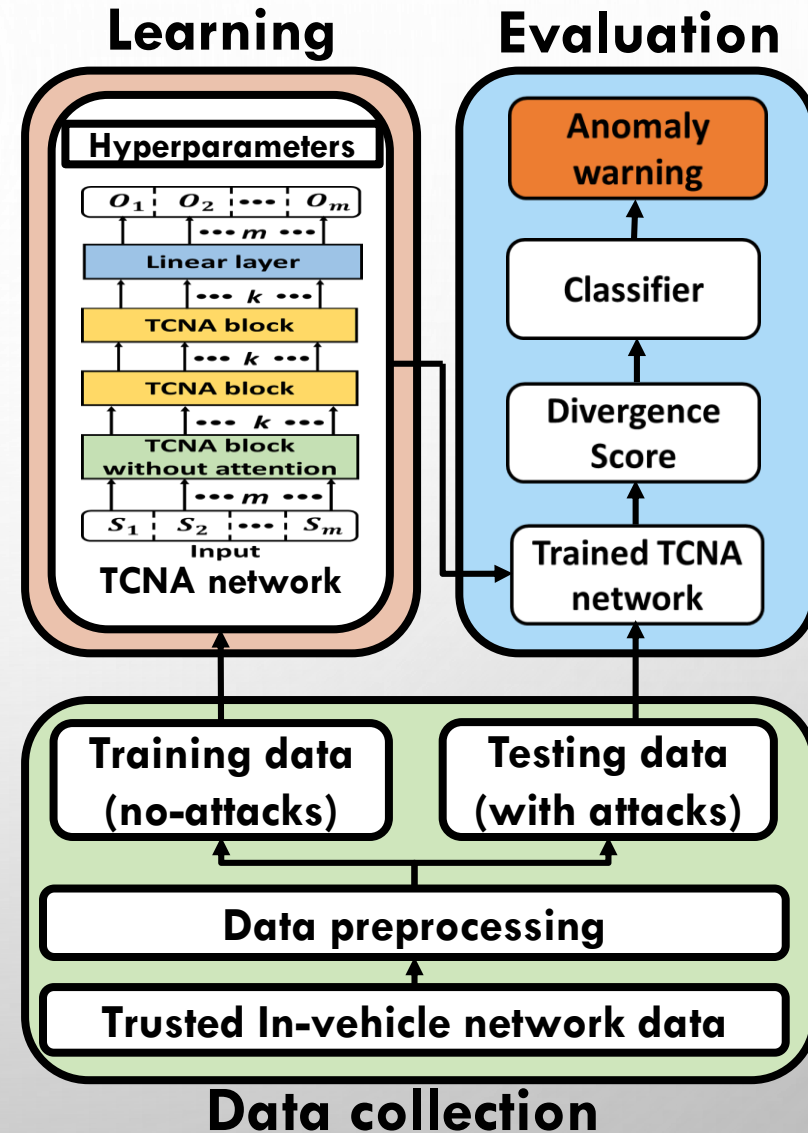 Learning
Hyperparameters
O₁ O₂ ••• Oₘ
••• m •••
Linear layer
••• k •••
TCNA block
••• k •••
TCNA block
••• k •••
TCNA block
without attention
••• m •••
S₁ S₂ ••• Sₘ
Input
TCNA network
Evaluation
Anomaly
warning
Classifier
Divergence
Score
Trained TCNA
network
Training data
(no-attacks)
Testing data
(with attacks)
Data preprocessing
Trusted In-vehicle network data
Data collection